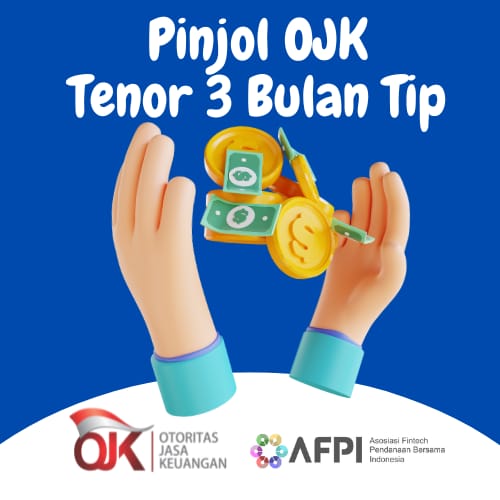 Pinjol OJK
Tenor 3 Bulan Tip
OJK
OTORITAS
JASA
KEUANGAN
AFPI
Asosiasi Fintech
Pendanaan Bersama
Indonesia